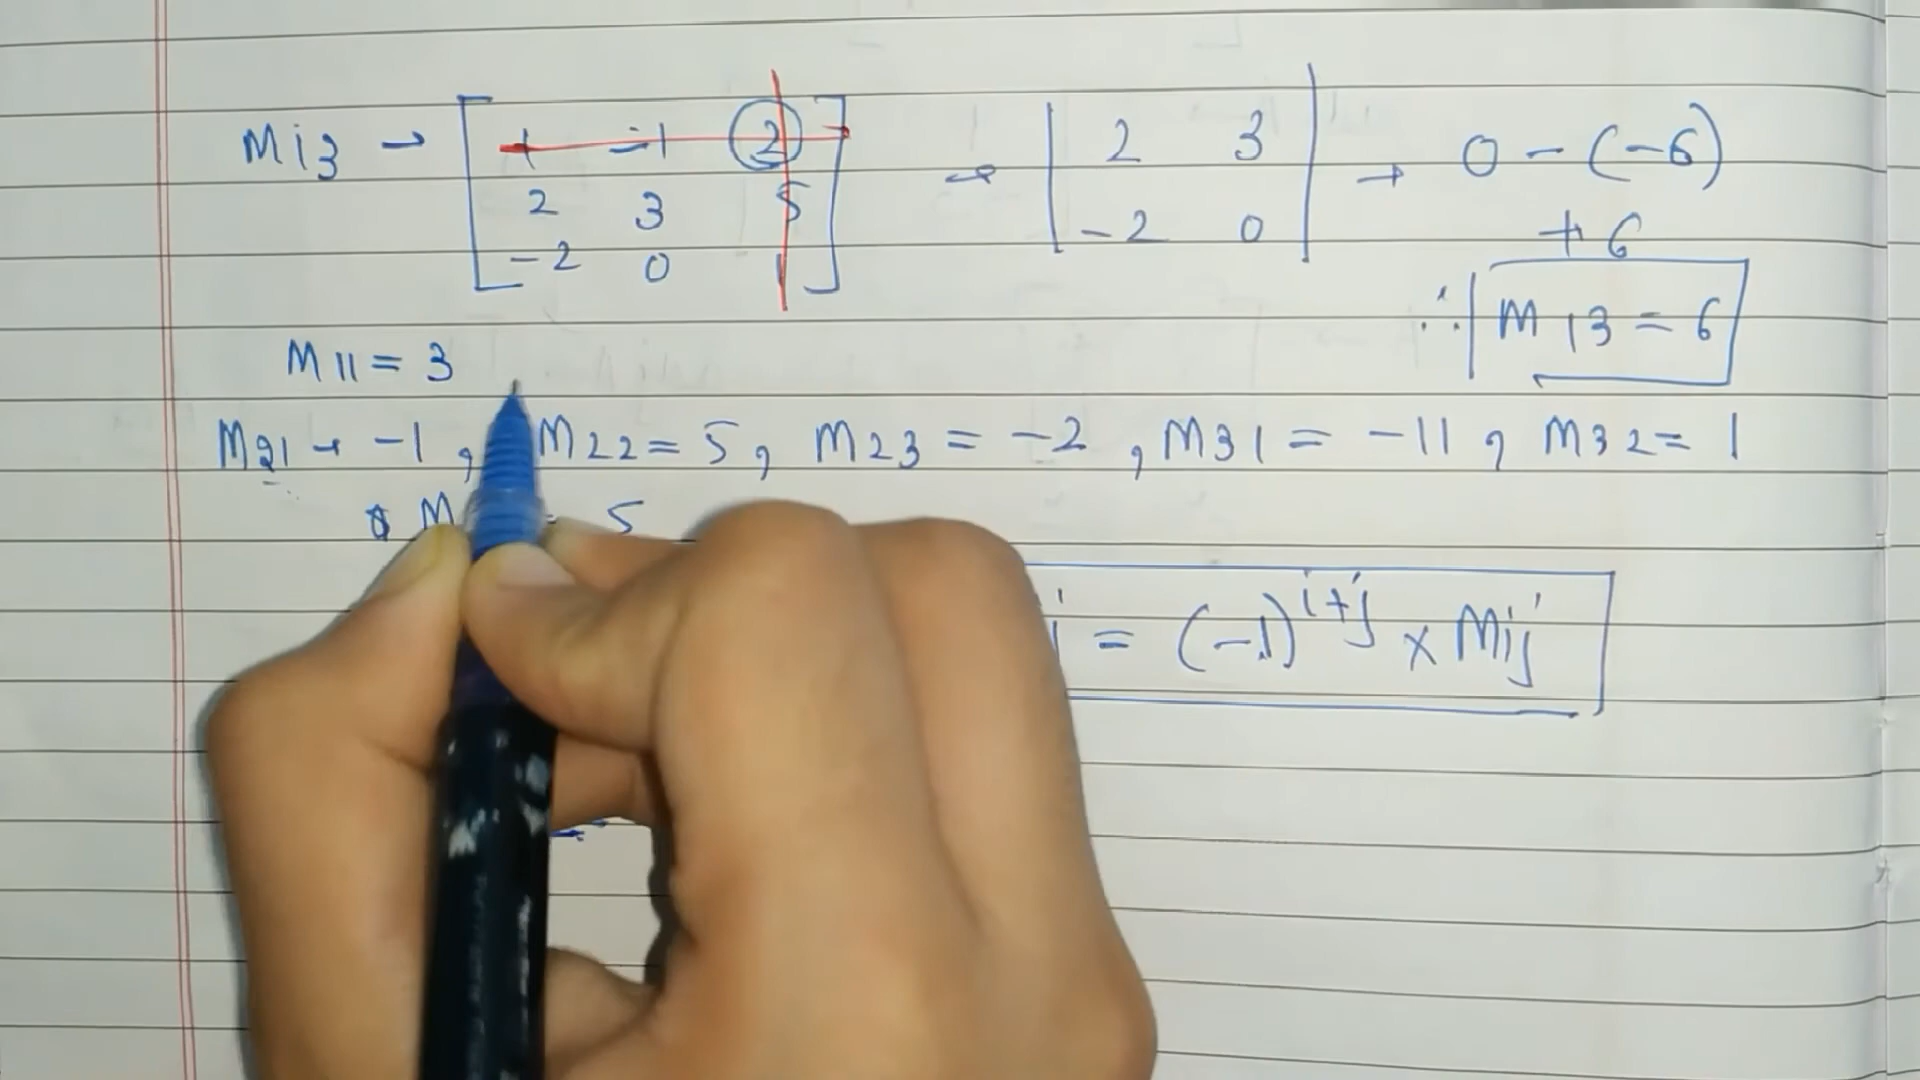 M13 → [ 1 -1 2 → | 2 3 → 0 - (-6)
2 3 5
-2 0 1 ] -2 0 | + 6
∴ M13 = 6
M11 = 3
M21 → -1 , M22 = 5, M23 = -2 , M31 = -11 , M32 = 1
M = 5
j = (-1)^i+j × Mij